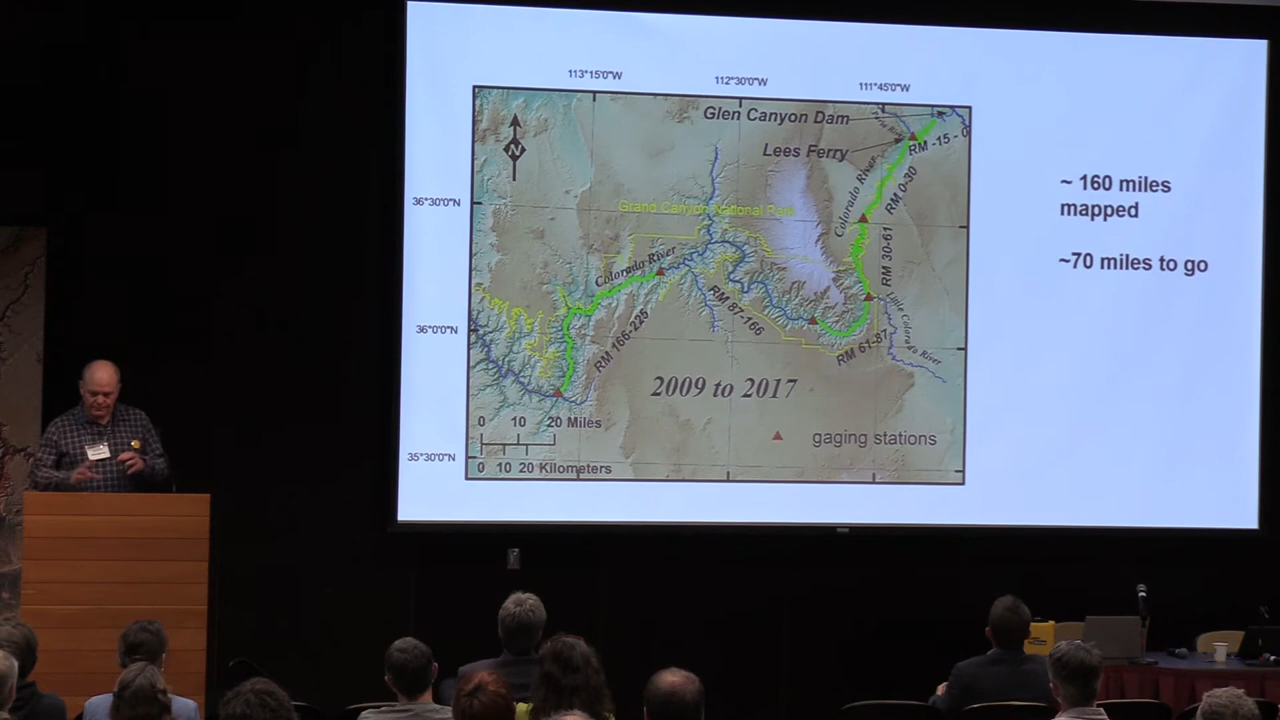 113°15'0"W
112°30'0"W
111°45'0"W
Glen Canyon Dam
Lees Ferry
RM -15 - 0
N
Colorado River
RM 0-30
~ 160 miles
mapped
36°30'0"N
Grand Canyon National Park
RM 30-61
~70 miles to go
Colorado River
Little Colorado River
RM 87-166
36°0'0"N
RM 166-225
RM 61-87
2009 to 2017
0 10 20 Miles
gaging stations
35°30'0"N
0 10 20 Kilometers